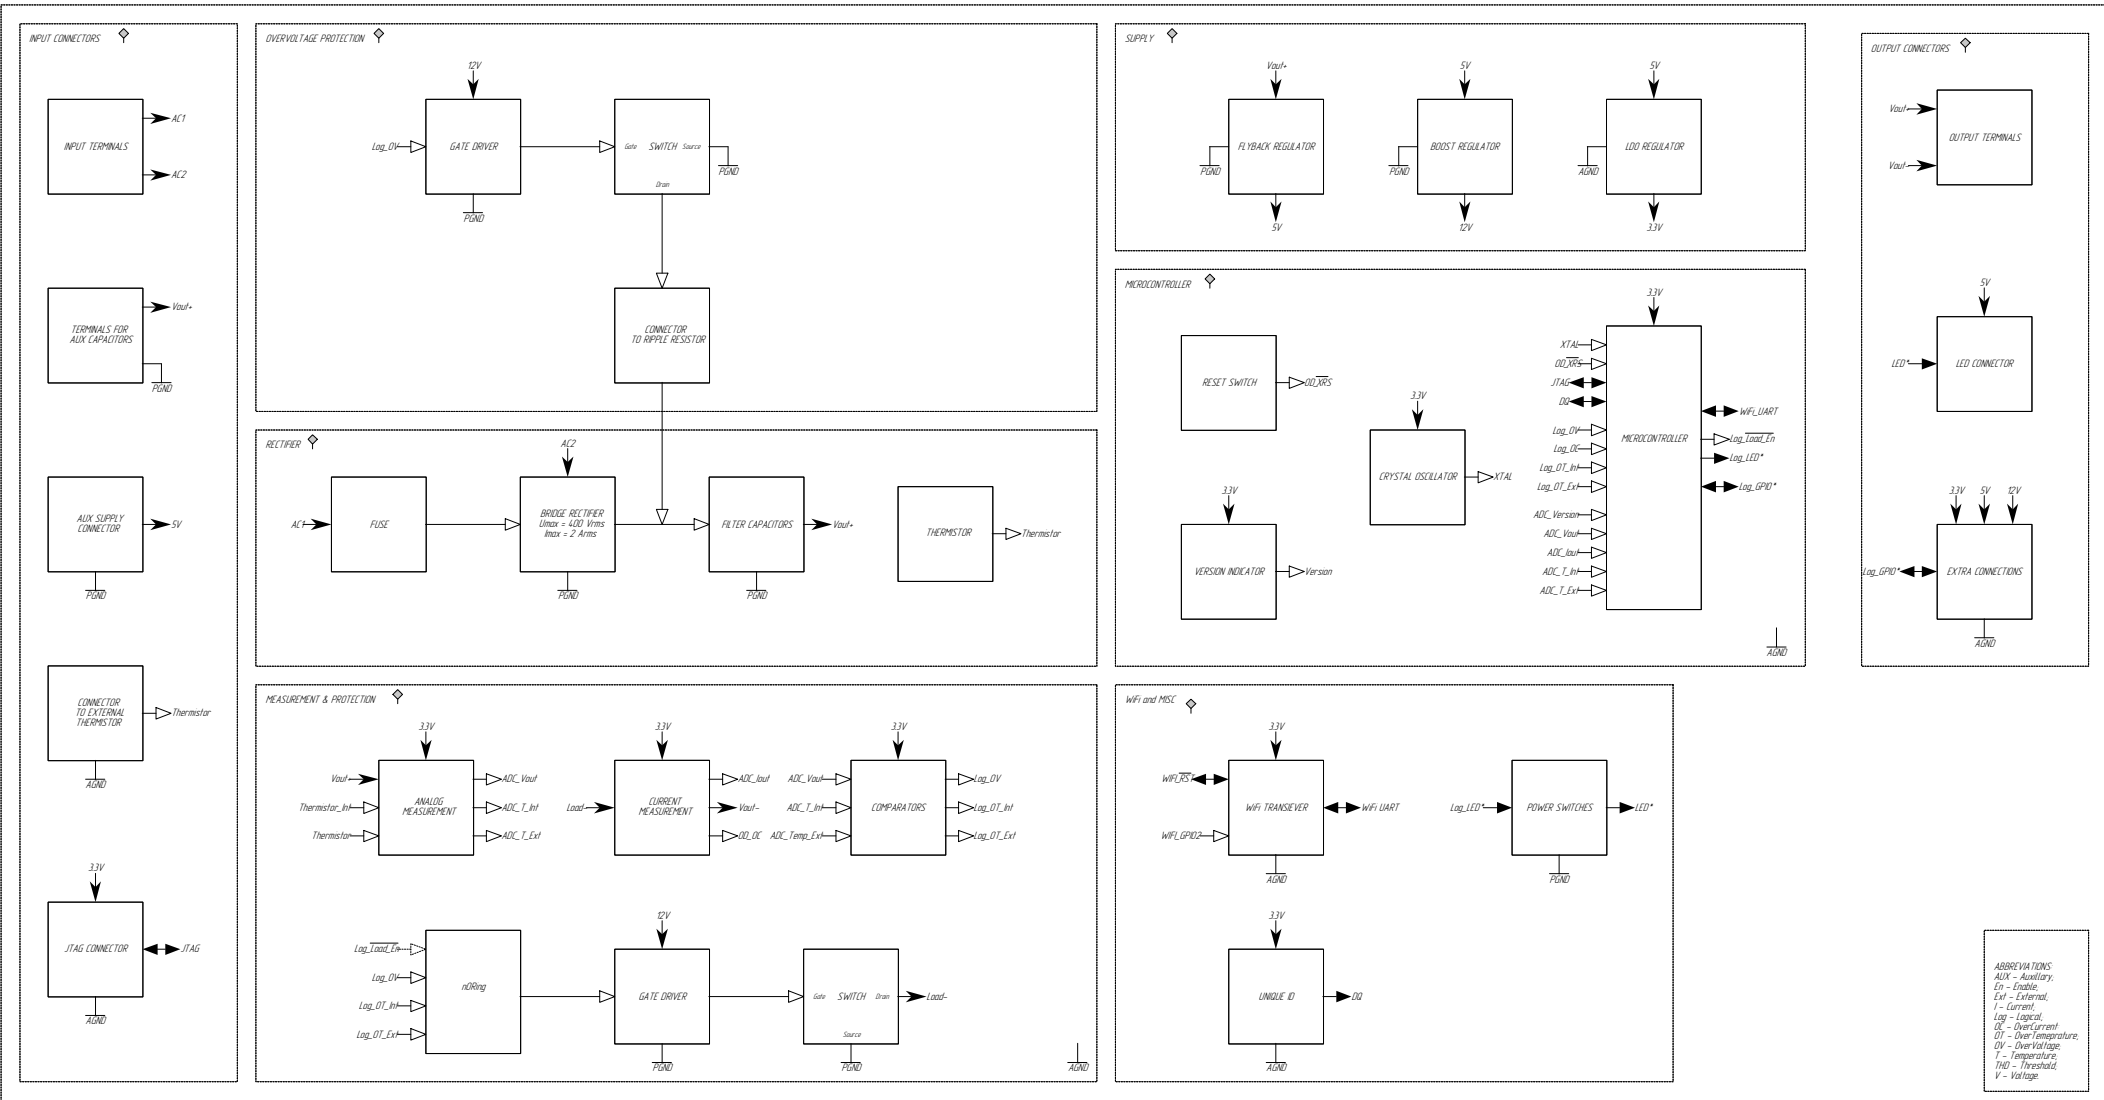 INPUT CONNECTORS
INPUT TERMINALS
AC1
AC2
TERMINALS FOR
AUX CAPACITORS
Vout+
PGND
AUX SUPPLY
CONNECTOR
5V
PGND
CONNECTOR
TO EXTERNAL
THERMISTOR
Thermistor
AGND
3.3V
JTAG CONNECTOR
JTAG
AGND
OVERVOLTAGE PROTECTION
12V
Log_OV
GATE DRIVER
PGND
Gate SWITCH Source
Drain
PGND
CONNECTOR
TO RIPPLE RESISTOR
RECTIFIER
AC1
FUSE
AC2
BRIDGE RECTIFIER
Umax = 400 Vrms
Imax = 2 Arms
PGND
FILTER CAPACITORS
Vout+
PGND
THERMISTOR
Thermistor
MEASUREMENT & PROTECTION
3.3V
Vout-
Thermistor_Int
Thermistor
ANALOG
MEASUREMENT
ADC_Vout
ADC_T_Int
ADC_T_Ext
3.3V
Load-
CURRENT
MEASUREMENT
ADC_Iout
Vout-
OD_OC
3.3V
ADC_Vout
ADC_T_Int
ADC_Temp_Ext
COMPARATORS
Log_OV
Log_OT_Int
Log_OT_Ext
Log_Load_En
Log_OV
Log_OT_Int
Log_OT_Ext
nORing
12V
GATE DRIVER
PGND
Gate SWITCH Drain
Source
Load-
PGND
AGND
SUPPLY
Vout+
FLYBACK REGULATOR
PGND
5V
5V
BOOST REGULATOR
PGND
12V
5V
LDO REGULATOR
AGND
3.3V
MICROCONTROLLER
RESET SWITCH
OD_XRS
3.3V
VERSION INDICATOR
Version
3.3V
CRYSTAL OSCILLATOR
XTAL
3.3V
XTAL
OD_XRS
JTAG
DQ
Log_OV
Log_OC
Log_OT_Int
Log_OT_Ext
ADC_Version
ADC_Vout
ADC_Iout
ADC_T_Int
ADC_T_Ext
MICROCONTROLLER
WiFi_UART
Log_Load_En
Log_LED*
Log_GPIO*
AGND
WiFi and MISC
3.3V
WIFI_RST
WIFI_GPIO2
WiFi TRANSIEVER
WiFi UART
AGND
Log_LED*
POWER SWITCHES
LED*
PGND
3.3V
UNIQUE ID
DQ
AGND
OUTPUT CONNECTORS
Vout+
Vout-
OUTPUT TERMINALS
5V
LED*
LED CONNECTOR
3.3V 5V 12V
Log_GPIO*
EXTRA CONNECTIONS
AGND
ABBREVIATIONS:
AUX - Auxillary;
En - Enable;
Ext - External;
I - Current;
Log - Logical;
OC - OverCurrent
OT - OverTemeprature;
OV - OverVoltage;
T - Temperature;
THD - Threshold;
V - Voltage.